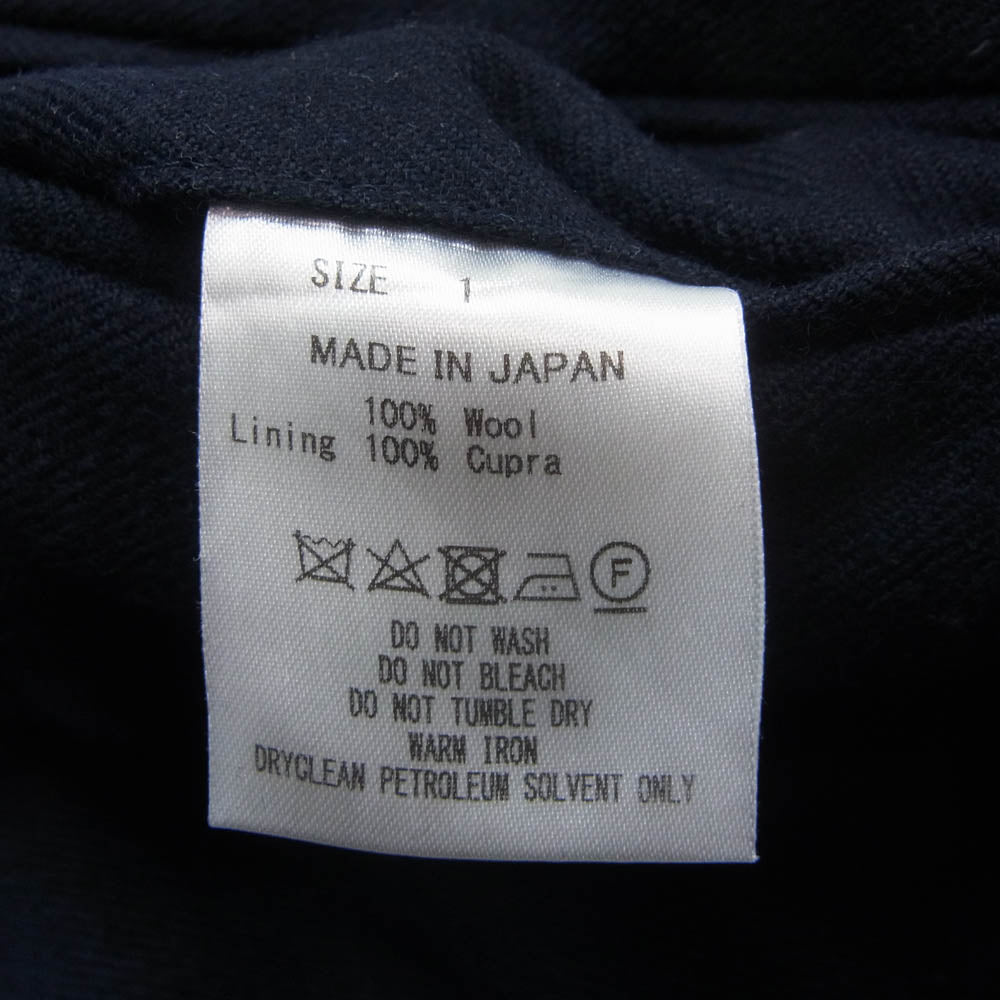 SIZE 1
MADE IN JAPAN
100% Wool
Lining 100% Cupra
F
DO NOT WASH
DO NOT BLEACH
DO NOT TUMBLE DRY
WARM IRON
DRYCLEAN PETROLEUM SOLVENT ONLY